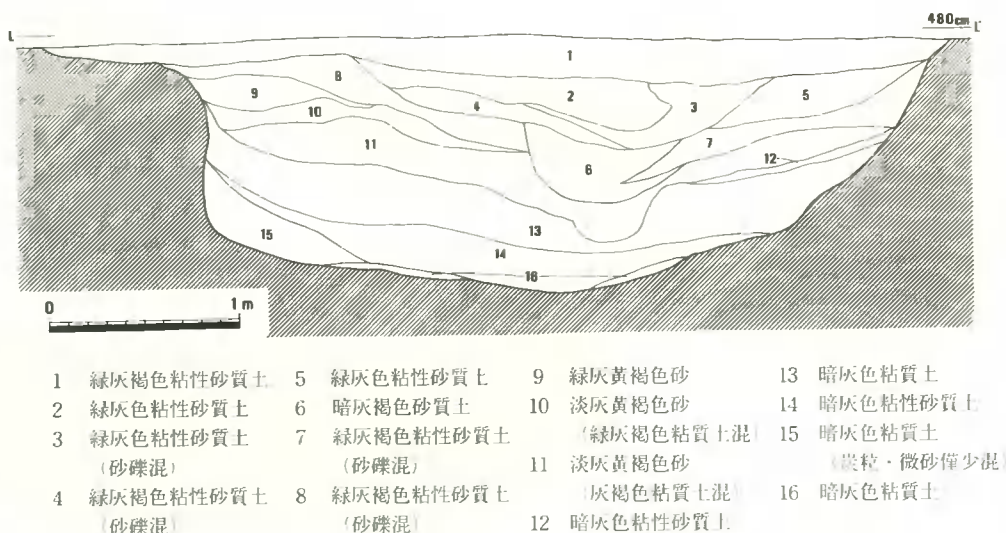 480cm
L L'
1
8
2
5
9
4
3
10
7
11
12
6
13
15
14
16
0 1m
1 緑灰褐色粘性砂質土
2 緑灰色粘性砂質土
3 緑灰色粘性砂質土
(砂礫混)
4 緑灰褐色粘性砂質土
(砂礫混)
5 緑灰色粘性砂質土
6 暗灰褐色砂質土
7 緑灰褐色粘性砂質土
(砂礫混)
8 緑灰褐色粘性砂質土
(砂礫混)
9 緑灰黄褐色砂
10 淡灰黄褐色砂
(緑灰褐色粘質土混)
11 淡灰黄褐色砂
(灰褐色粘質土混)
12 暗灰色粘性砂質土
13 暗灰色粘質土
14 暗灰色粘性砂質土
15 暗灰色粘質土
(炭粒・微砂僅少混)
16 暗灰色粘質土